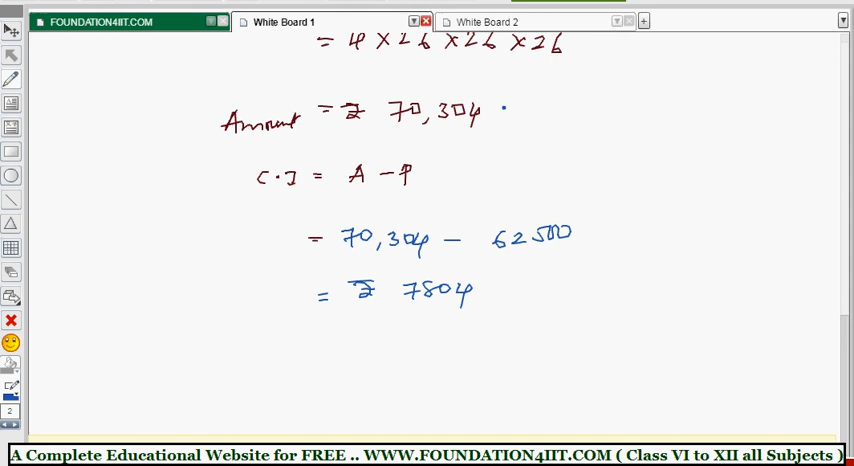 FOUNDATION4IIT.COM White Board 1 White Board 2
= 4 × 26 × 26 × 26
Amount = ₹ 70,304
C.I = A - P
= 70,304 - 62500
= ₹ 7804
2
A Complete Educational Website for FREE .. WWW.FOUNDATION4IIT.COM ( Class VI to XII all Subjects )